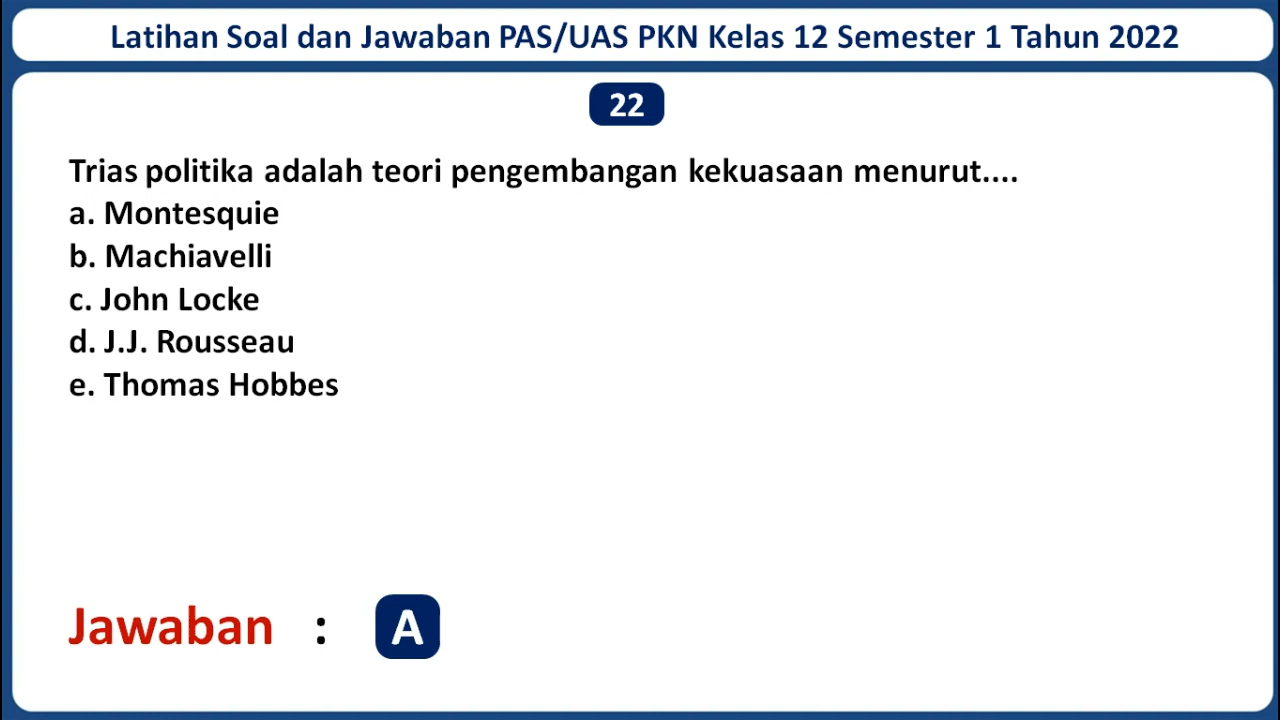 Latihan Soal dan Jawaban PAS/UAS PKN Kelas 12 Semester 1 Tahun 2022
22
Trias politika adalah teori pengembangan kekuasaan menurut....
a. Montesquie
b. Machiavelli
c. John Locke
d. J.J. Rousseau
e. Thomas Hobbes
Jawaban : A